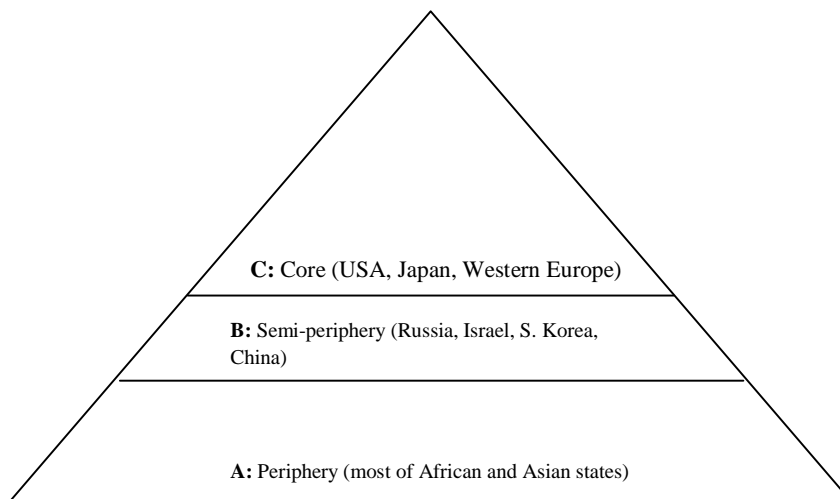 C: Core (USA, Japan, Western Europe)
B: Semi-periphery (Russia, Israel, S. Korea,
China)
A: Periphery (most of African and Asian states)